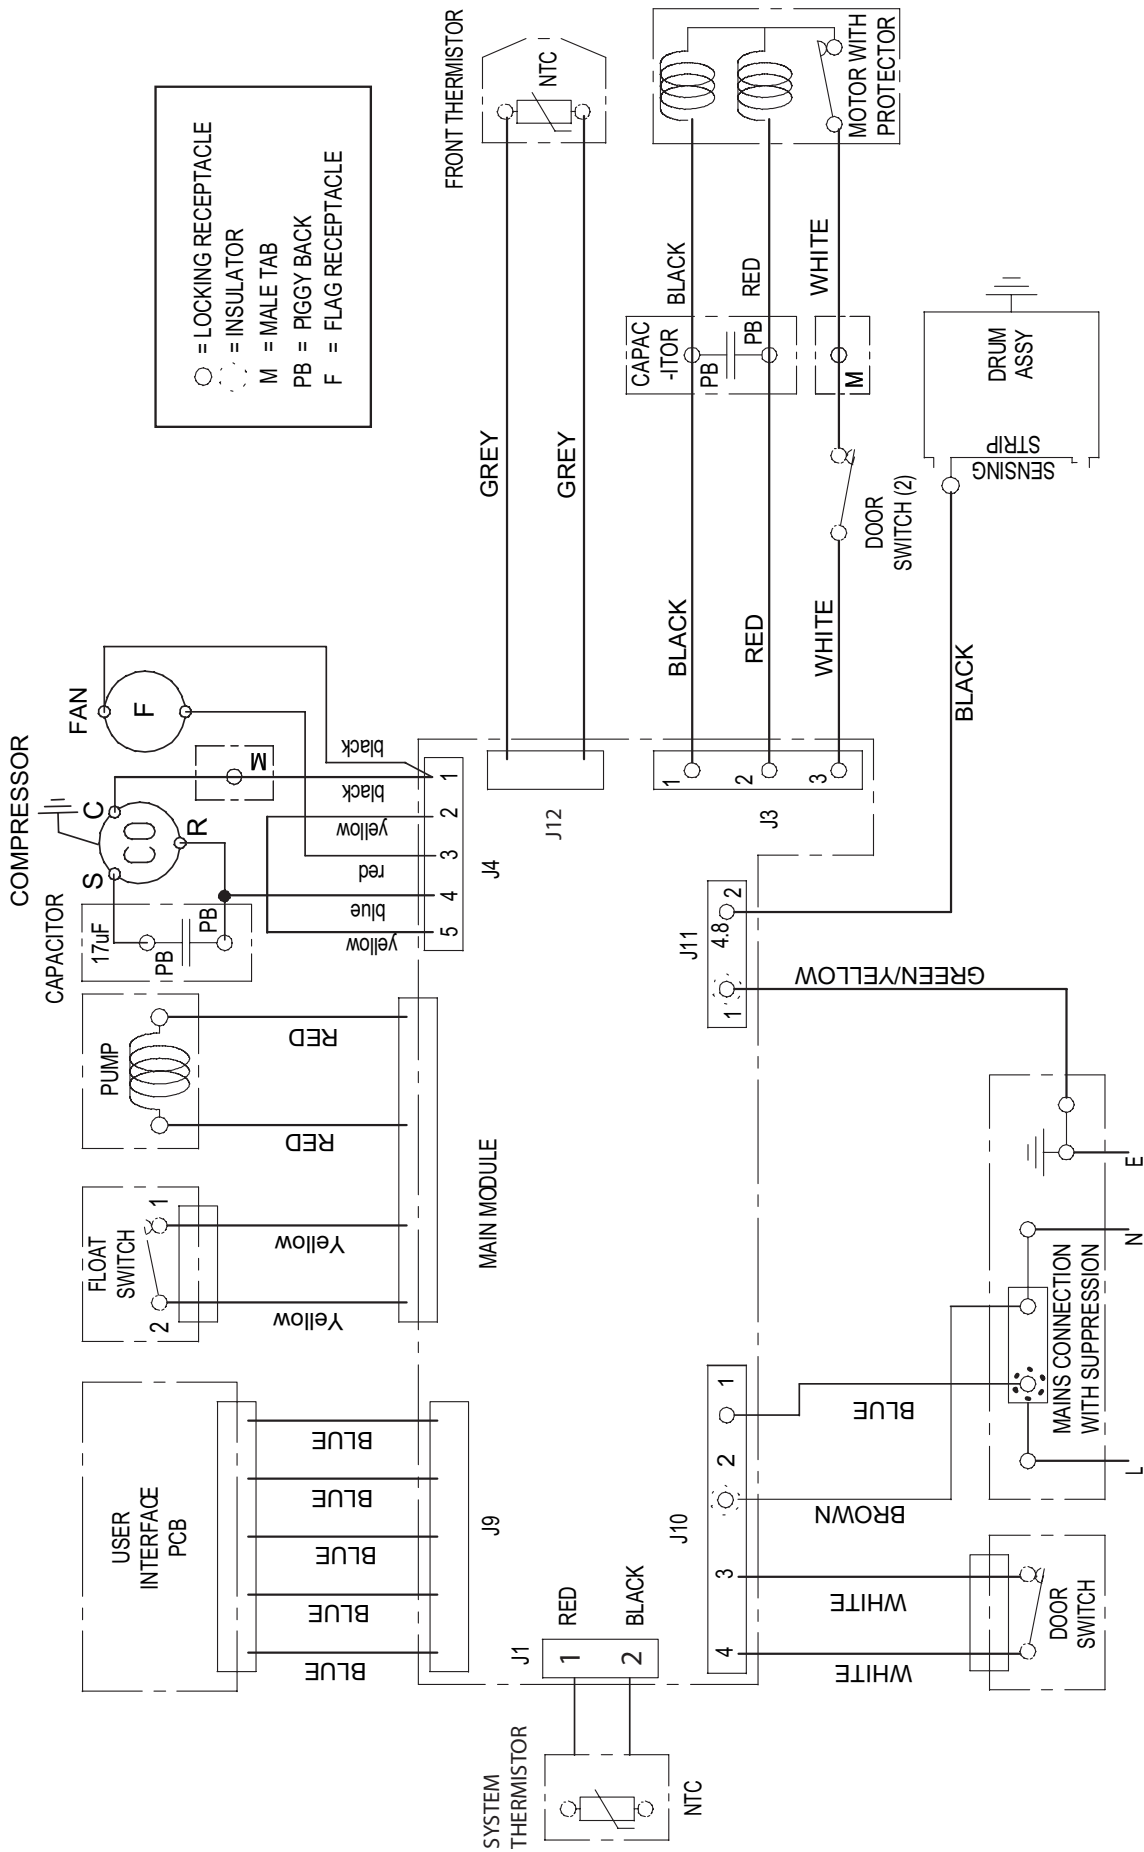 = LOCKING RECEPTACLE
= INSULATOR
M = MALE TAB
PB = PIGGY BACK
F = FLAG RECEPTACLE
FRONT THERMISTOR
NTC
GREY
GREY
MOTOR WITH
PROTECTOR
BLACK
RED
WHITE
CAPAC
-ITOR
PB
PB
M
DOOR
SWITCH (2)
BLACK
RED
WHITE
DRUM
ASSY
SENSING
STRIP
BLACK
COMPRESSOR
FAN
F
C
CO
R
S
M
CAPACITOR
17uF
PB
PB
black
black
yellow
red
blue
yellow
1
2
3
4
5
J4
J12
J3
1
2
3
PUMP
RED
RED
FLOAT
SWITCH
1
2
Yellow
Yellow
MAIN MODULE
USER
INTERFACE
PCB
BLUE
BLUE
BLUE
BLUE
BLUE
J9
J11
1
4.8
2
GREEN/YELLOW
J10
1
2
3
4
BLUE
BROWN
WHITE
WHITE
MAINS CONNECTION
WITH SUPPRESSION
L
N
E
DOOR
SWITCH
J1
1
2
RED
BLACK
SYSTEM
THERMISTOR
NTC